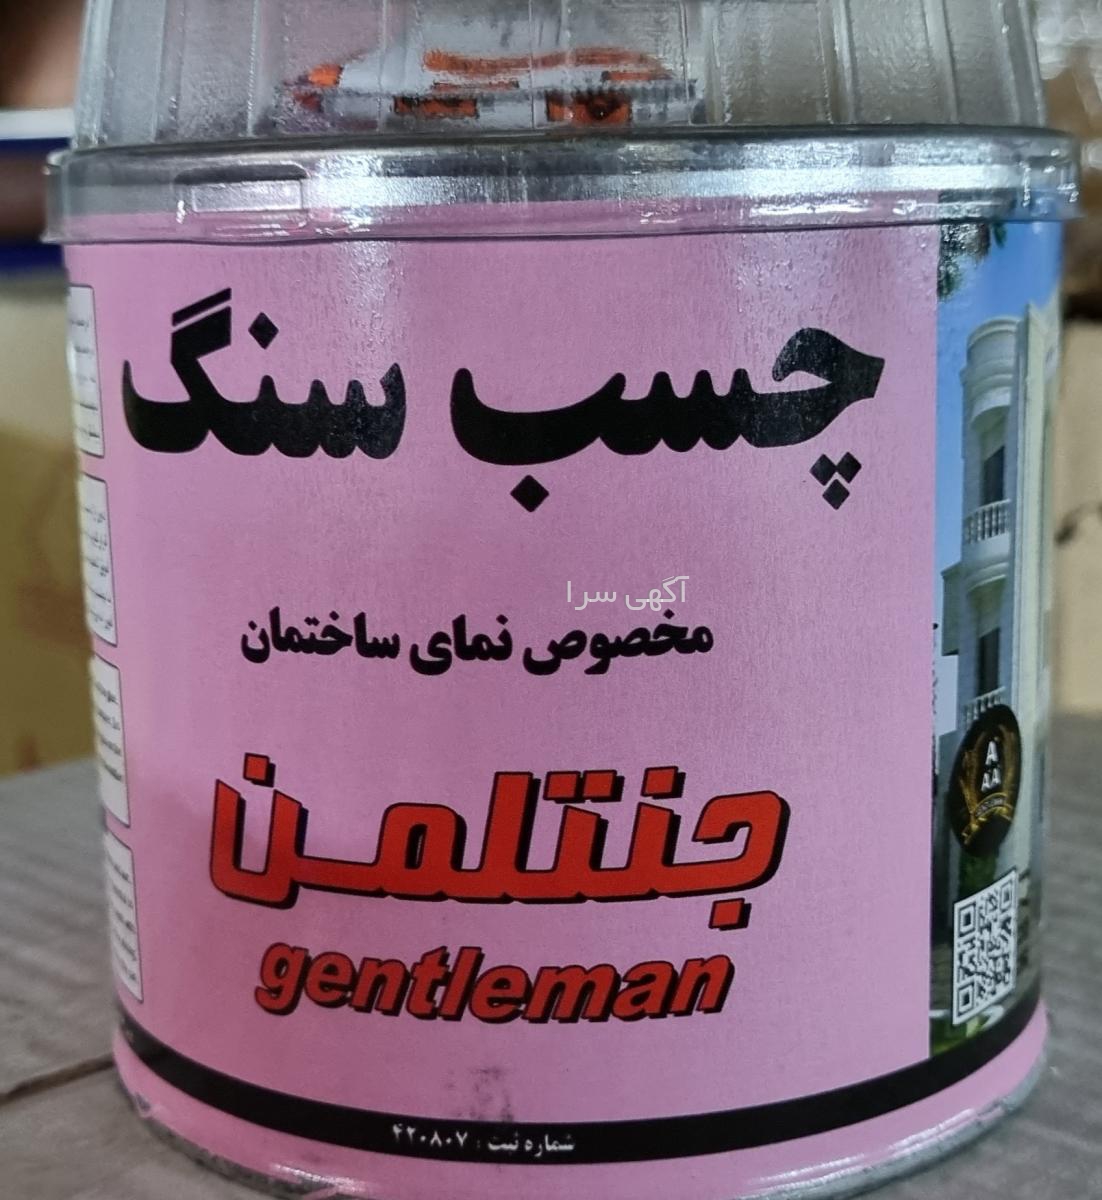 چسب سنگ
آگهی سرا
مخصوص نمای ساختمان
جنتلمن
gentleman
شماره ثبت : ۴۲۰۸۰۷